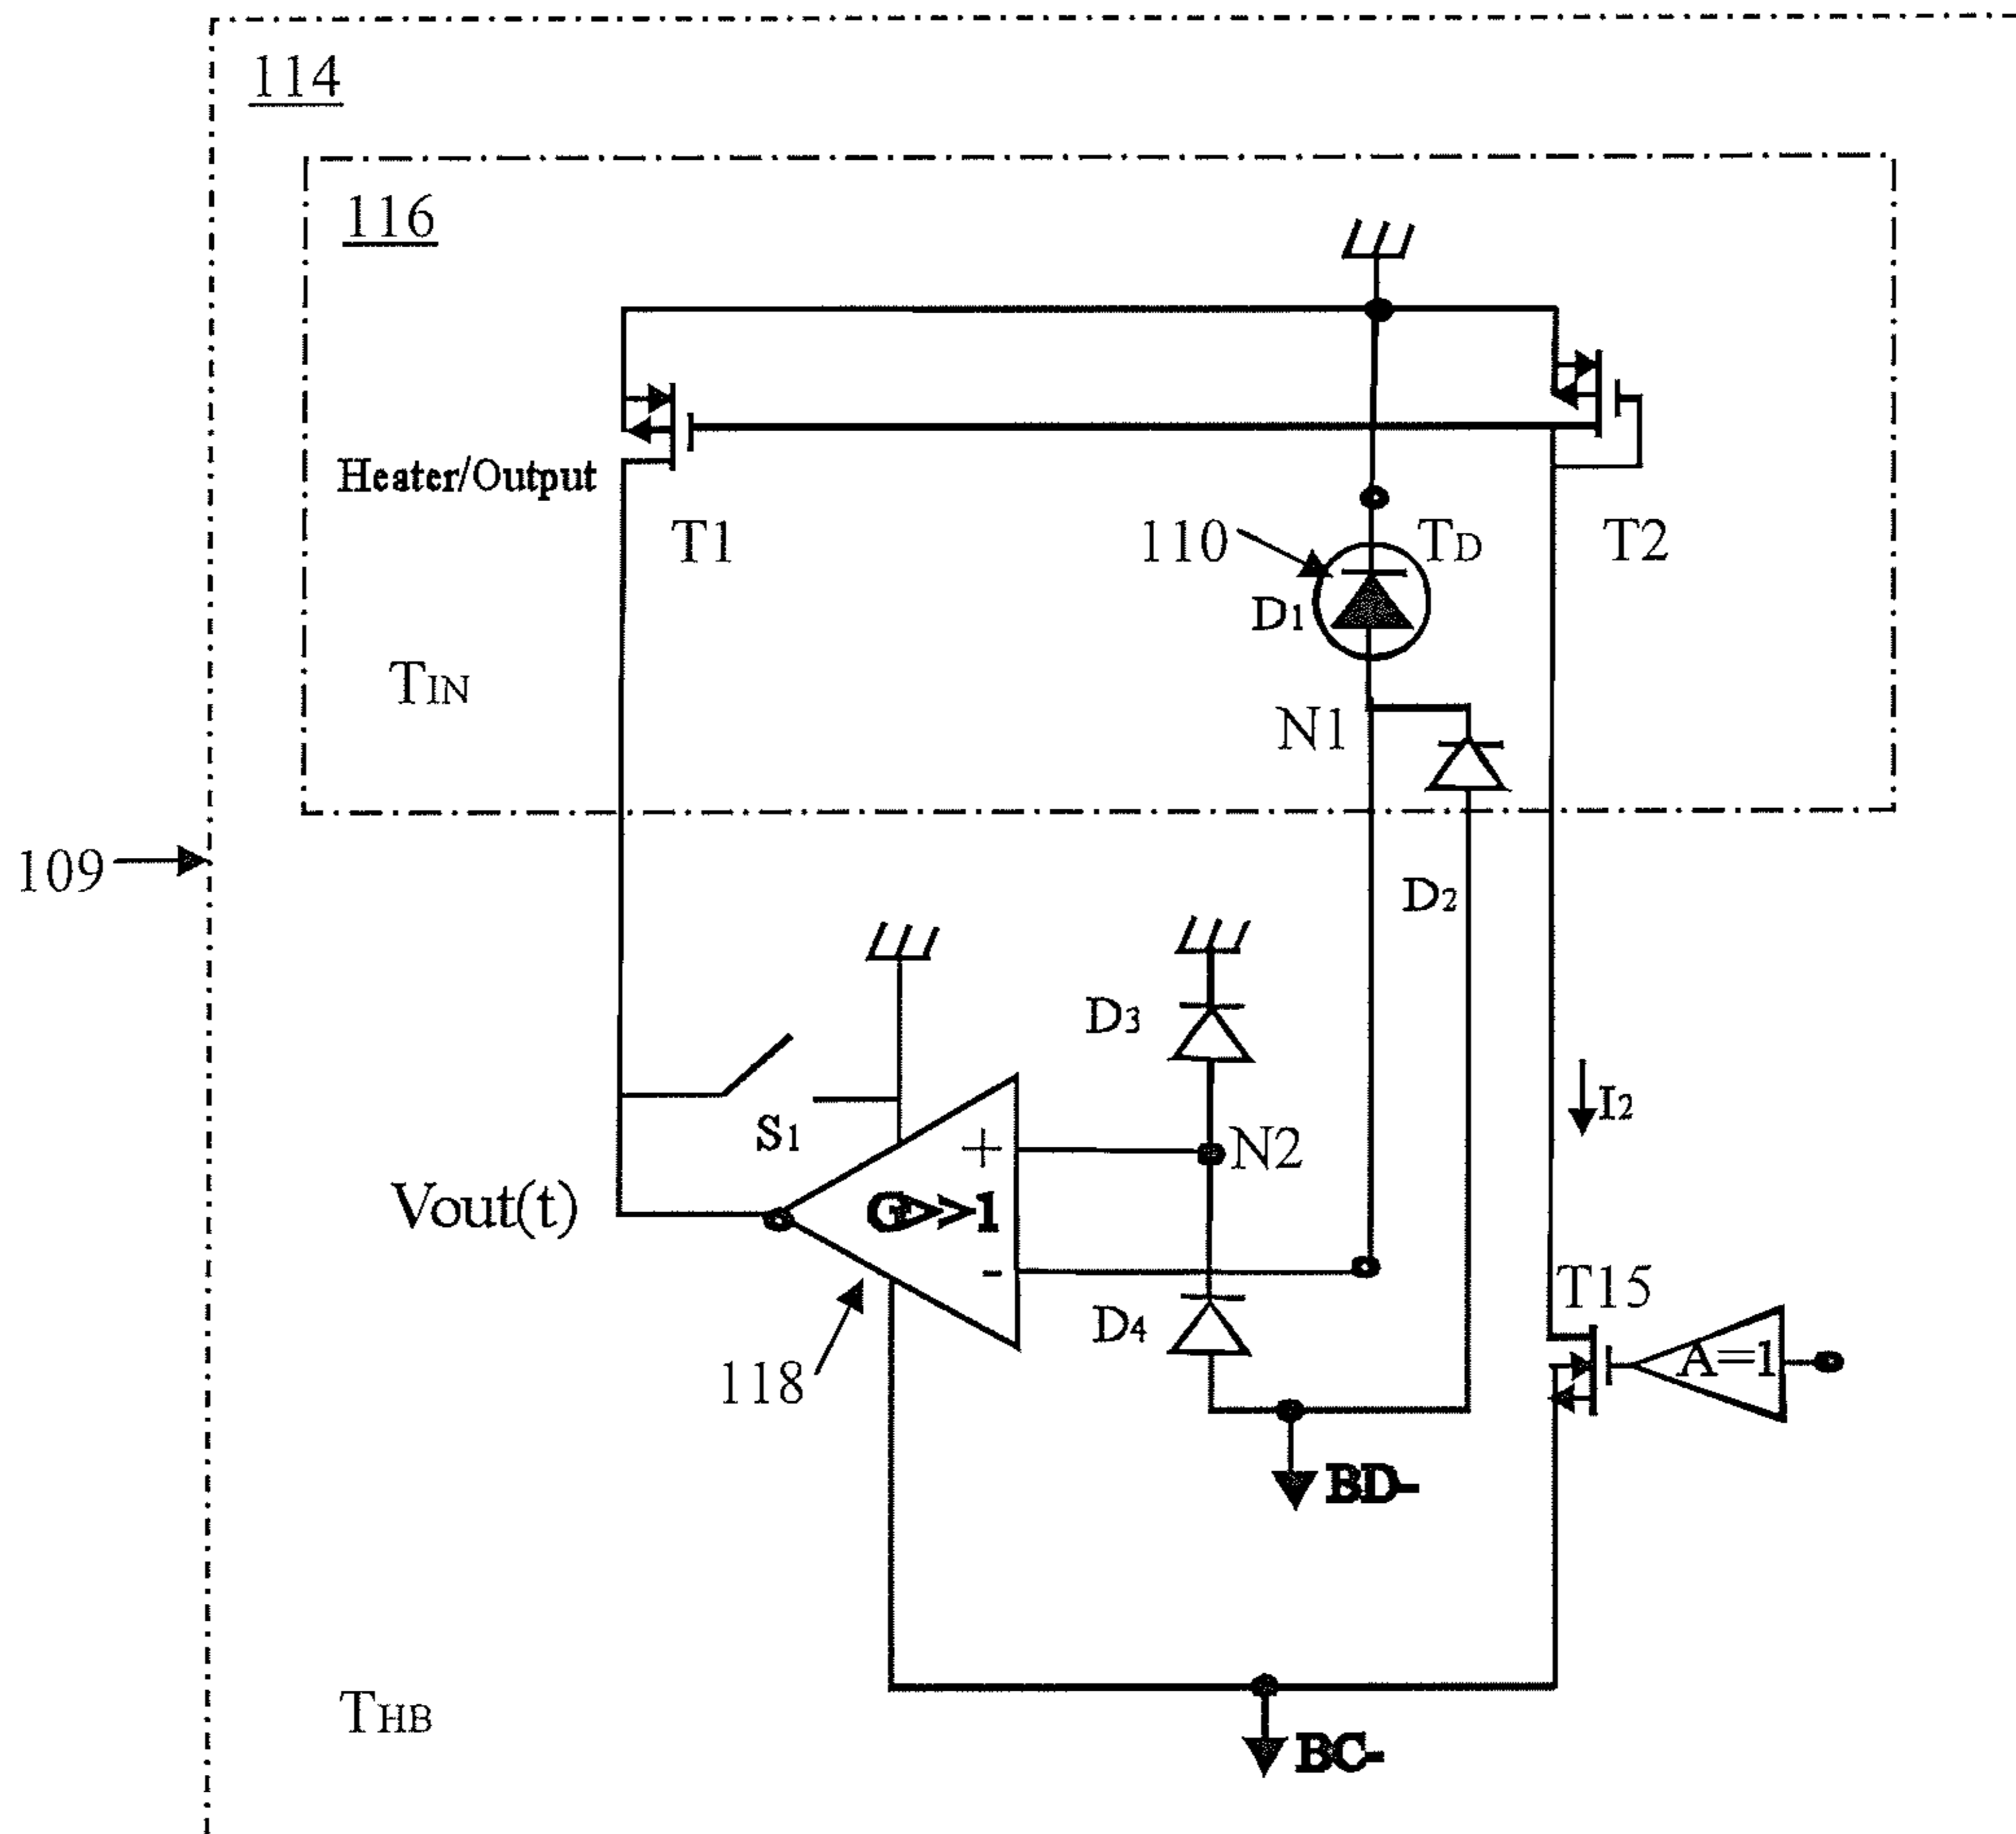 114
116
Heater/Output
T1
110
TD
T2
D1
TIN
N1
109
D2
D3
I2
S1
+
N2
Vout(t)
G>>1
-
T15
D4
A=1
118
BD-
THB
BC-